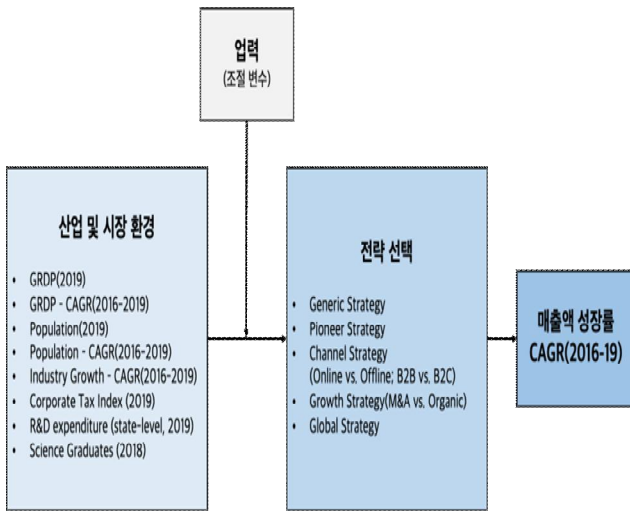 업력
(조절 변수)
산업 및 시장 환경
• GRDP(2019)
• GRDP - CAGR(2016-2019)
• Population(2019)
• Population - CAGR(2016-2019)
• Industry Growth - CAGR(2016-2019)
• Corporate Tax Index (2019)
• R&D expenditure (state-level, 2019)
• Science Graduates (2018)
전략 선택
• Generic Strategy
• Pioneer Strategy
• Channel Strategy
(Online vs. Offline; B2B vs. B2C)
• Growth Strategy(M&A vs. Organic)
• Global Strategy
매출액 성장률
CAGR(2016-19)